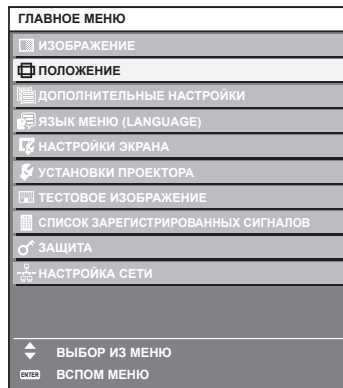 ГЛАВНОЕ МЕНЮ
ИЗОБРАЖЕНИЕ
ПОЛОЖЕНИЕ
ДОПОЛНИТЕЛЬНЫЕ НАСТРОЙКИ
ЯЗЫК МЕНЮ (LANGUAGE)
НАСТРОЙКИ ЭКРАНА
УСТАНОВКИ ПРОЕКТОРА
ТЕСТОВОЕ ИЗОБРАЖЕНИЕ
СПИСОК ЗАРЕГИСТРИРОВАННЫХ СИГНАЛОВ
ЗАЩИТА
НАСТРОЙКА СЕТИ
ВЫБОР ИЗ МЕНЮ
ENTER ВСПОМ МЕНЮ